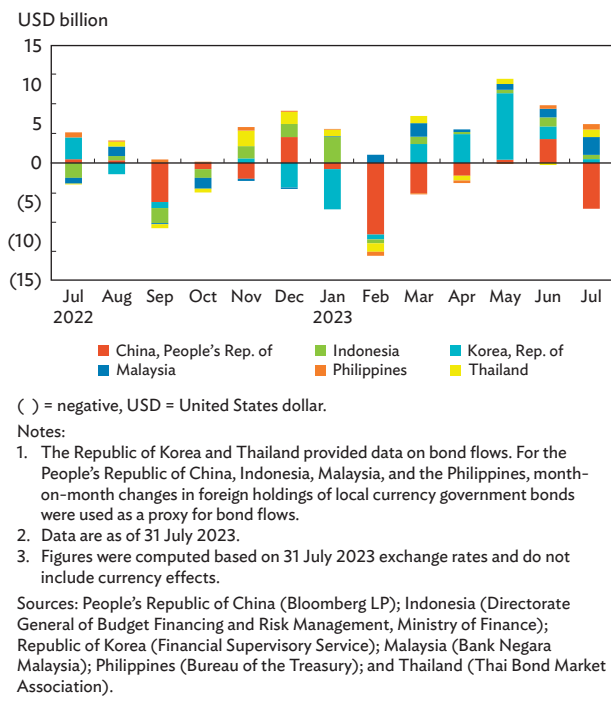 USD billion
15
10
5
0
(5)
(10)
(15)
Jul Aug Sep Oct Nov Dec Jan Feb Mar Apr May Jun Jul
2022 2023
China, People's Rep. of Indonesia Korea, Rep. of
Malaysia Philippines Thailand
( ) = negative, USD = United States dollar.
Notes:
1. The Republic of Korea and Thailand provided data on bond flows. For the
People's Republic of China, Indonesia, Malaysia, and the Philippines, month-
on-month changes in foreign holdings of local currency government bonds
were used as a proxy for bond flows.
2. Data are as of 31 July 2023.
3. Figures were computed based on 31 July 2023 exchange rates and do not
include currency effects.
Sources: People's Republic of China (Bloomberg LP); Indonesia (Directorate
General of Budget Financing and Risk Management, Ministry of Finance);
Republic of Korea (Financial Supervisory Service); Malaysia (Bank Negara
Malaysia); Philippines (Bureau of the Treasury); and Thailand (Thai Bond Market
Association).